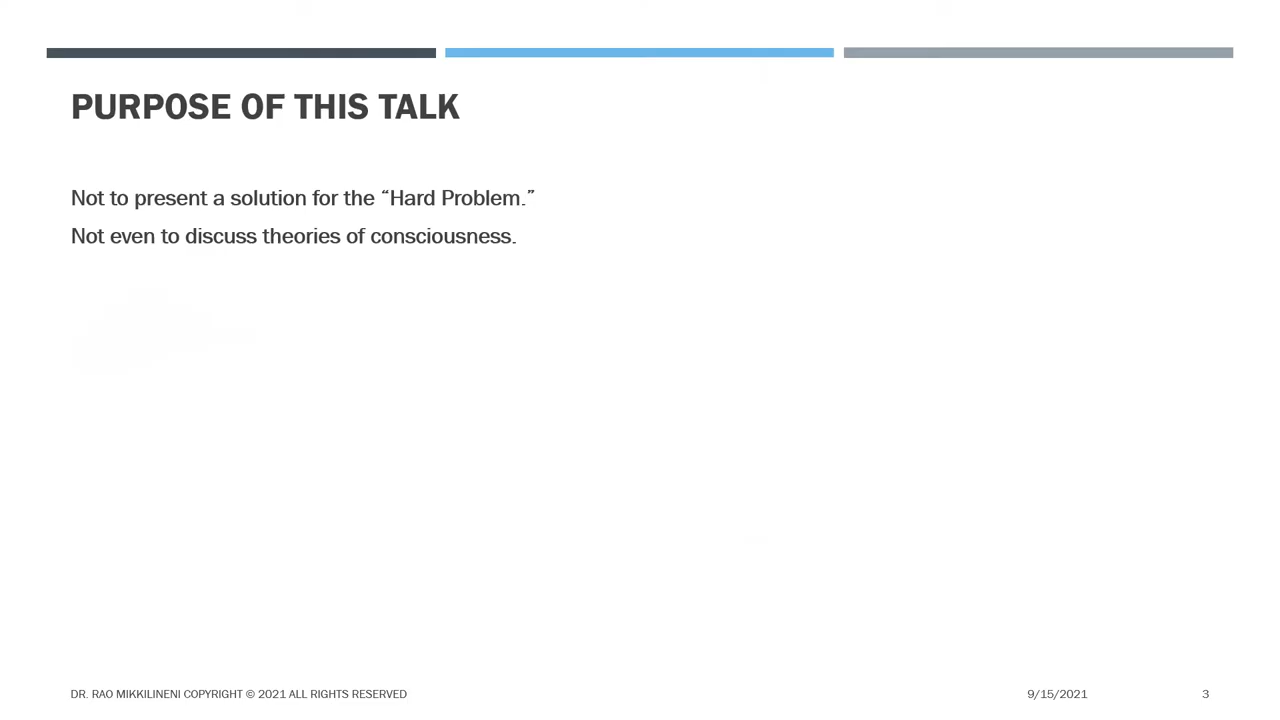 PURPOSE OF THIS TALK
Not to present a solution for the “Hard Problem.”
Not even to discuss theories of consciousness.
DR. RAO MIKKILINENI COPYRIGHT © 2021 ALL RIGHTS RESERVED
9/15/2021
3